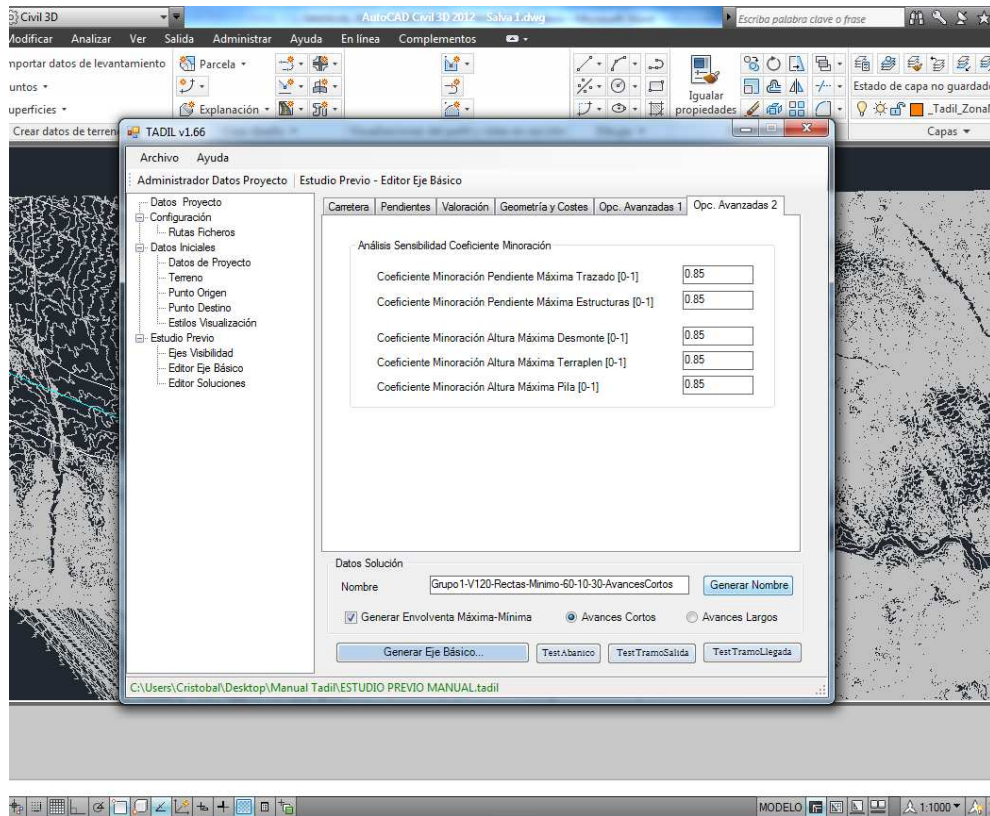 Civil 3D
AutoCAD Civil 3D 2012 Salva 1.dwg
Escriba palabra clave o frase
Modificar Analizar Ver Salida Administrar Ayuda En línea Complementos
mportar datos de levantamiento
Parcela
untos
uperficies
Explanación
Igualar
propiedades
Estado de capa no guardado
_Tadil_Zonal
Crear datos de terren
Capas
TADIL v1.66
Archivo Ayuda
Administrador Datos Proyecto Estudio Previo - Editor Eje Básico
Datos Proyecto
Configuración
Rutas Ficheros
Datos Iniciales
Datos de Proyecto
Terreno
Punto Origen
Punto Destino
Estilos Visualización
Estudio Previo
Ejes Visibilidad
Editor Eje Básico
Editor Soluciones
Carretera Pendientes Valoración Geometría y Costes Opc. Avanzadas 1 Opc. Avanzadas 2
Análisis Sensibilidad Coeficiente Minoración
Coeficiente Minoración Pendiente Máxima Trazado [0-1] 0.85
Coeficiente Minoración Pendiente Máxima Estructuras [0-1] 0.85
Coeficiente Minoración Altura Máxima Desmonte [0-1] 0.85
Coeficiente Minoración Altura Máxima Terraplen [0-1] 0.85
Coeficiente Minoración Altura Máxima Pila [0-1] 0.85
Datos Solución
Nombre Grupo1-V120-Rectas-Minimo-60-10-30-AvancesCortos Generar Nombre
Generar Envolventa Máxima-Mínima Avances Cortos Avances Largos
Generar Eje Básico... TestAbanico TestTramoSalida TestTramoLlegada
C:\Users\Cristobal\Desktop\Manual Tadil\ESTUDIO PREVIO MANUAL.tadil
MODELO 1:1000